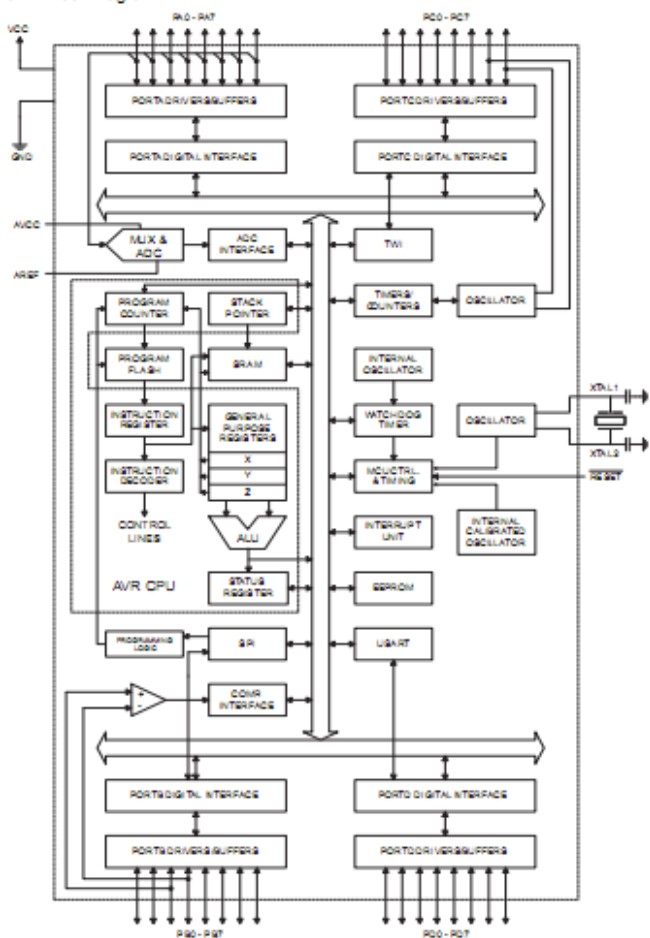 PA0 - PA7
PC0 - PC7
VCC
PORTA DRIVERS/BUFFERS
PORTC DRIVERS/BUFFERS
GND
PORTA DIGITAL INTERFACE
PORTC DIGITAL INTERFACE
AVCC
MUX &
ADC
ADC
INTERFACE
TWI
AREF
PROGRAM
COUNTER
STACK
POINTER
TIMERS/
COUNTERS
OSCILLATOR
PROGRAM
FLASH
SRAM
INTERNAL
OSCILLATOR
XTAL1
INSTRUCTION
REGISTER
GENERAL
PURPOSE
REGISTERS
WATCHDOG
TIMER
OSCILLATOR
X
XTAL2
INSTRUCTION
DECODER
Y
MCU CTRL.
& TIMING
RESET
Z
CONTROL
LINES
ALU
INTERRUPT
UNIT
INTERNAL
CALIBRATED
OSCILLATOR
AVR CPU
STATUS
REGISTER
EEPROM
PROGRAMMING
LOGIC
SPI
USART
+
-
COMP.
INTERFACE
PORTB DIGITAL INTERFACE
PORTD DIGITAL INTERFACE
PORTB DRIVERS/BUFFERS
PORTD DRIVERS/BUFFERS
PB0 - PB7
PD0 - PD7